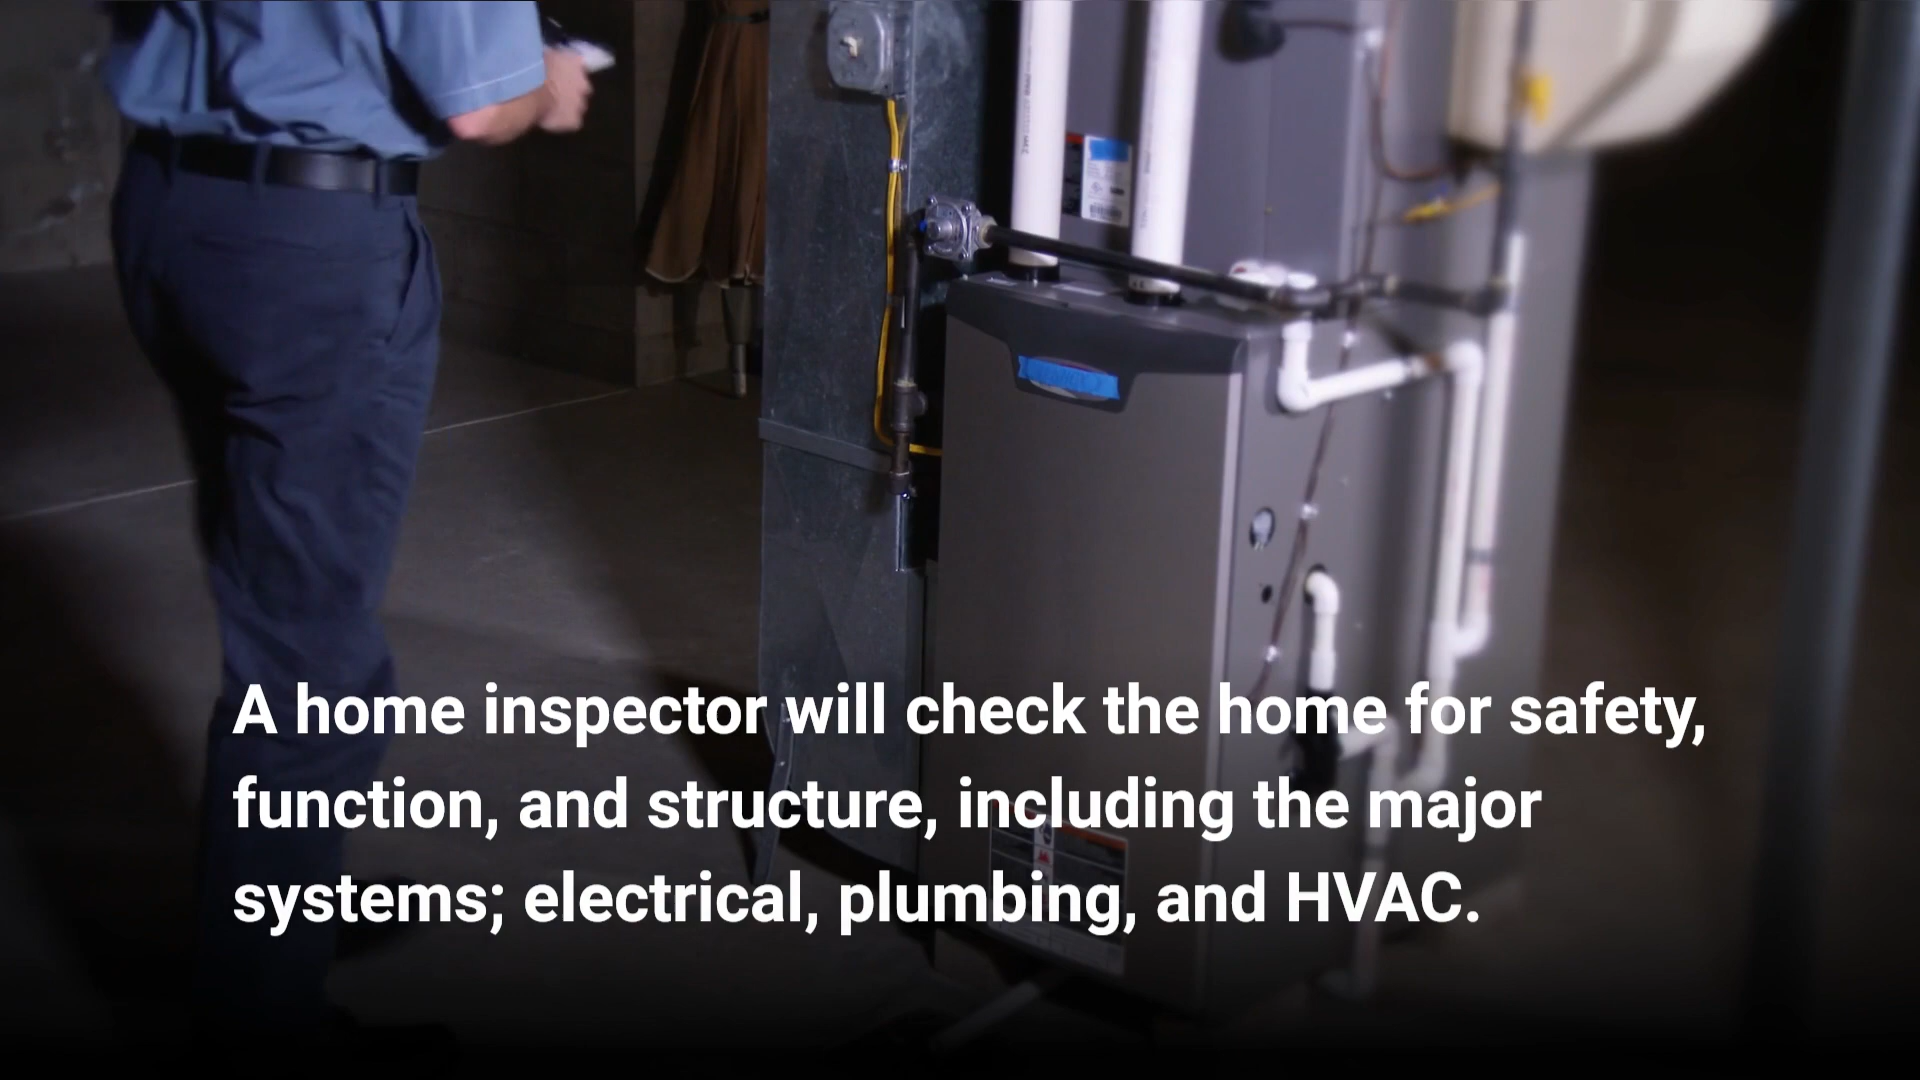 A home inspector will check the home for safety,
function, and structure, including the major
systems; electrical, plumbing, and HVAC.